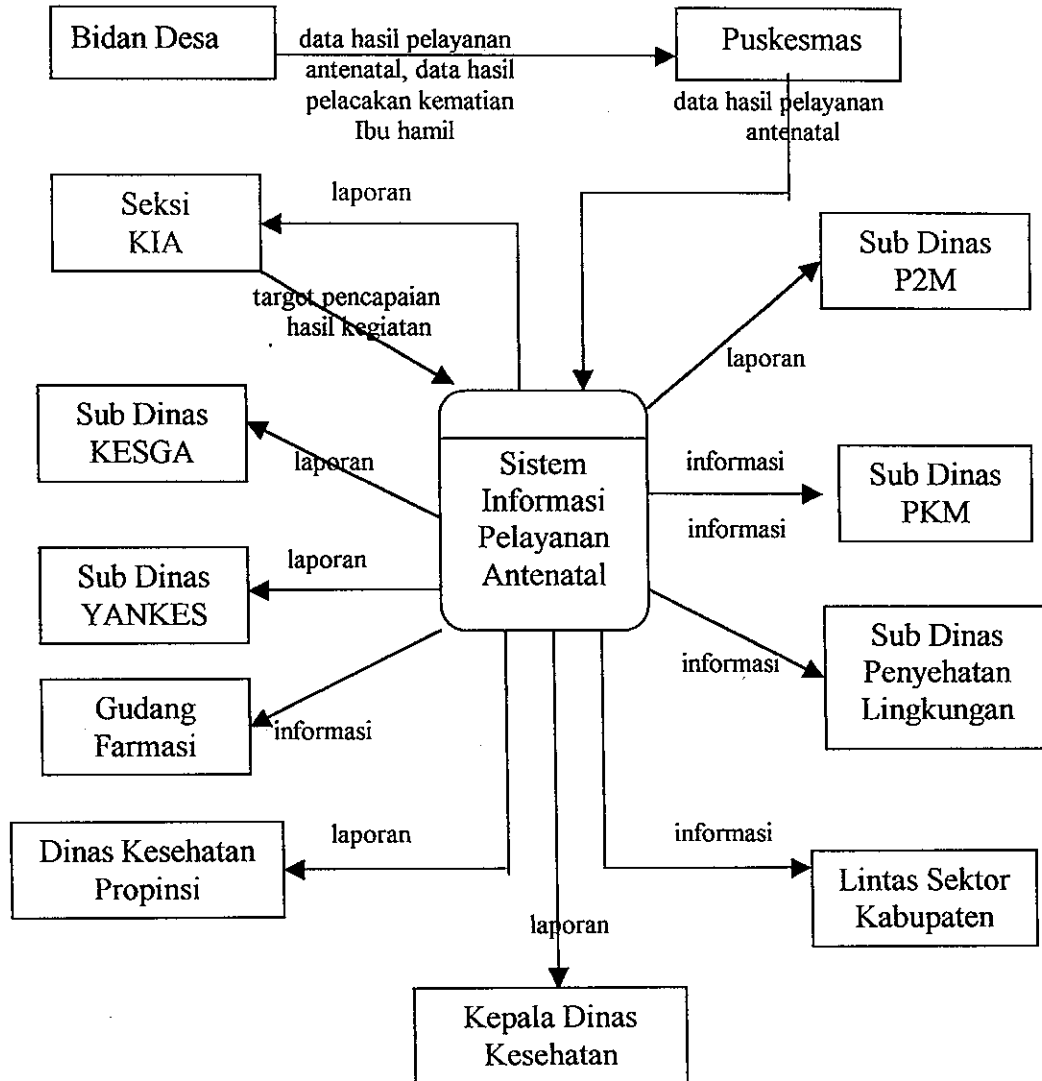 Bidan Desa
data hasil pelayanan
antenatal, data hasil
pelacakan kematian
Ibu hamil
Puskesmas
data hasil pelayanan
antenatal
Seksi
KIA
laporan
target pencapaian
hasil kegiatan
Sub Dinas
P2M
laporan
Sub Dinas
KESGA
laporan
Sistem
Informasi
Pelayanan
Antenatal
informasi
informasi
Sub Dinas
PKM
Sub Dinas
YANKES
laporan
informasi
Sub Dinas
Penyehatan
Lingkungan
Gudang
Farmasi
informasi
Dinas Kesehatan
Propinsi
laporan
informasi
Lintas Sektor
Kabupaten
laporan
Kepala Dinas
Kesehatan